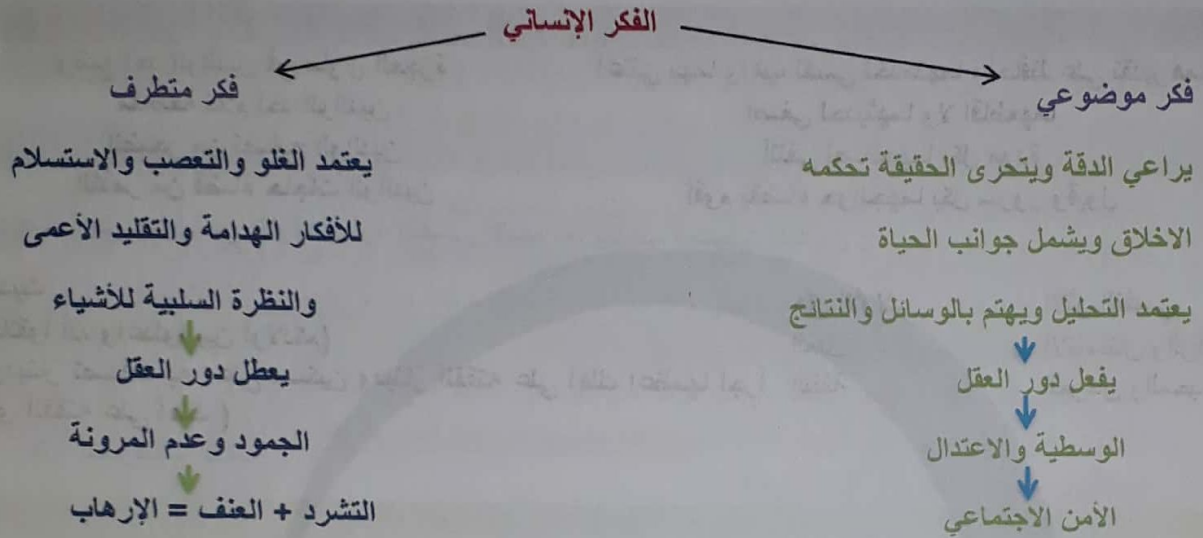 الفكر الإنساني
فكر موضوعي
يراعي الدقة ويتحرى الحقيقة تحكمه
الاخلاق ويشمل جوانب الحياة
يعتمد التحليل ويهتم بالوسائل والنتائج
يفعل دور العقل
الوسطية والاعتدال
الأمن الاجتماعي
فكر متطرف
يعتمد الغلو والتعصب والاستسلام
للأفكار الهدامة والتقليد الأعمى
والنظرة السلبية للأشياء
يعطل دور العقل
الجمود وعدم المرونة
التشرد + العنف = الإرهاب